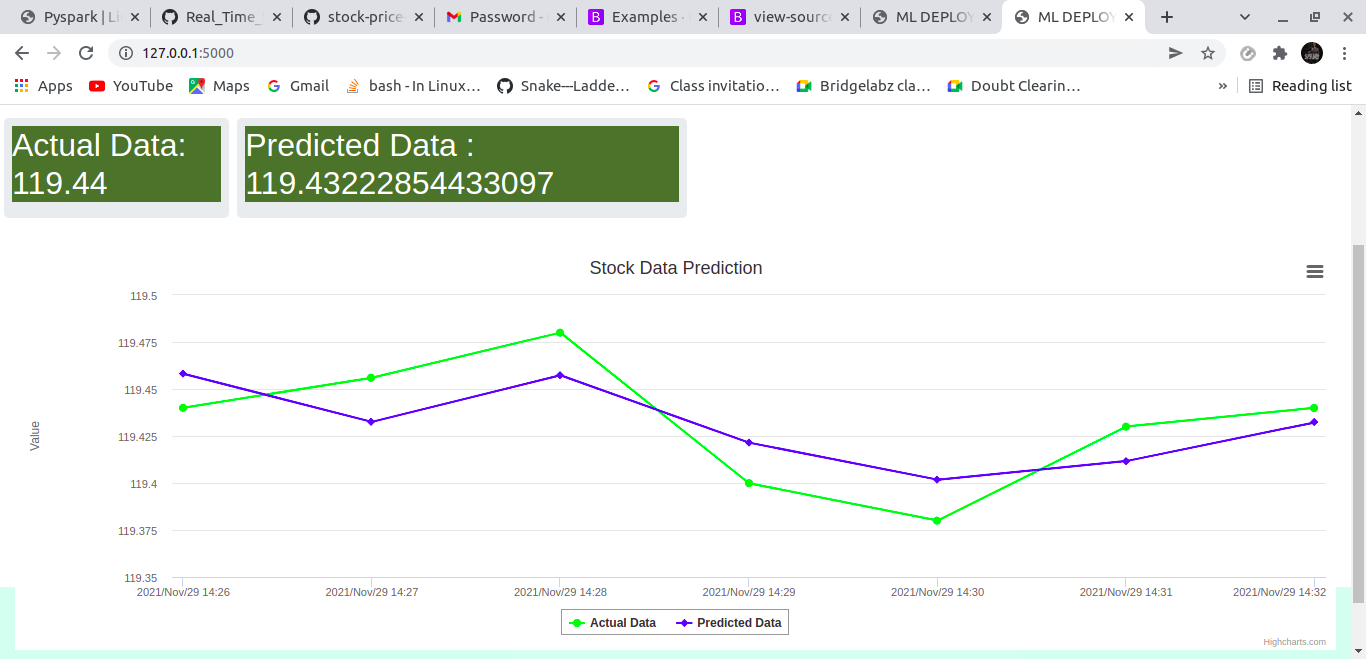 Pyspark | Li
Real_Time_
stock-price
Password -
Examples ·
view-sourc
ML DEPLOY
ML DEPLOY
127.0.0.1:5000
Apps
YouTube
Maps
Gmail
bash - In Linux…
Snake---Ladde…
Class invitatio…
Bridgelabz cla…
Doubt Clearin…
»
Reading list
Actual Data:
119.44
Predicted Data :
119.43222854433097
Stock Data Prediction
119.5
119.475
119.45
119.425
119.4
119.375
119.35
Value
2021/Nov/29 14:26
2021/Nov/29 14:27
2021/Nov/29 14:28
2021/Nov/29 14:29
2021/Nov/29 14:30
2021/Nov/29 14:31
2021/Nov/29 14:32
Actual Data
Predicted Data
Highcharts.com